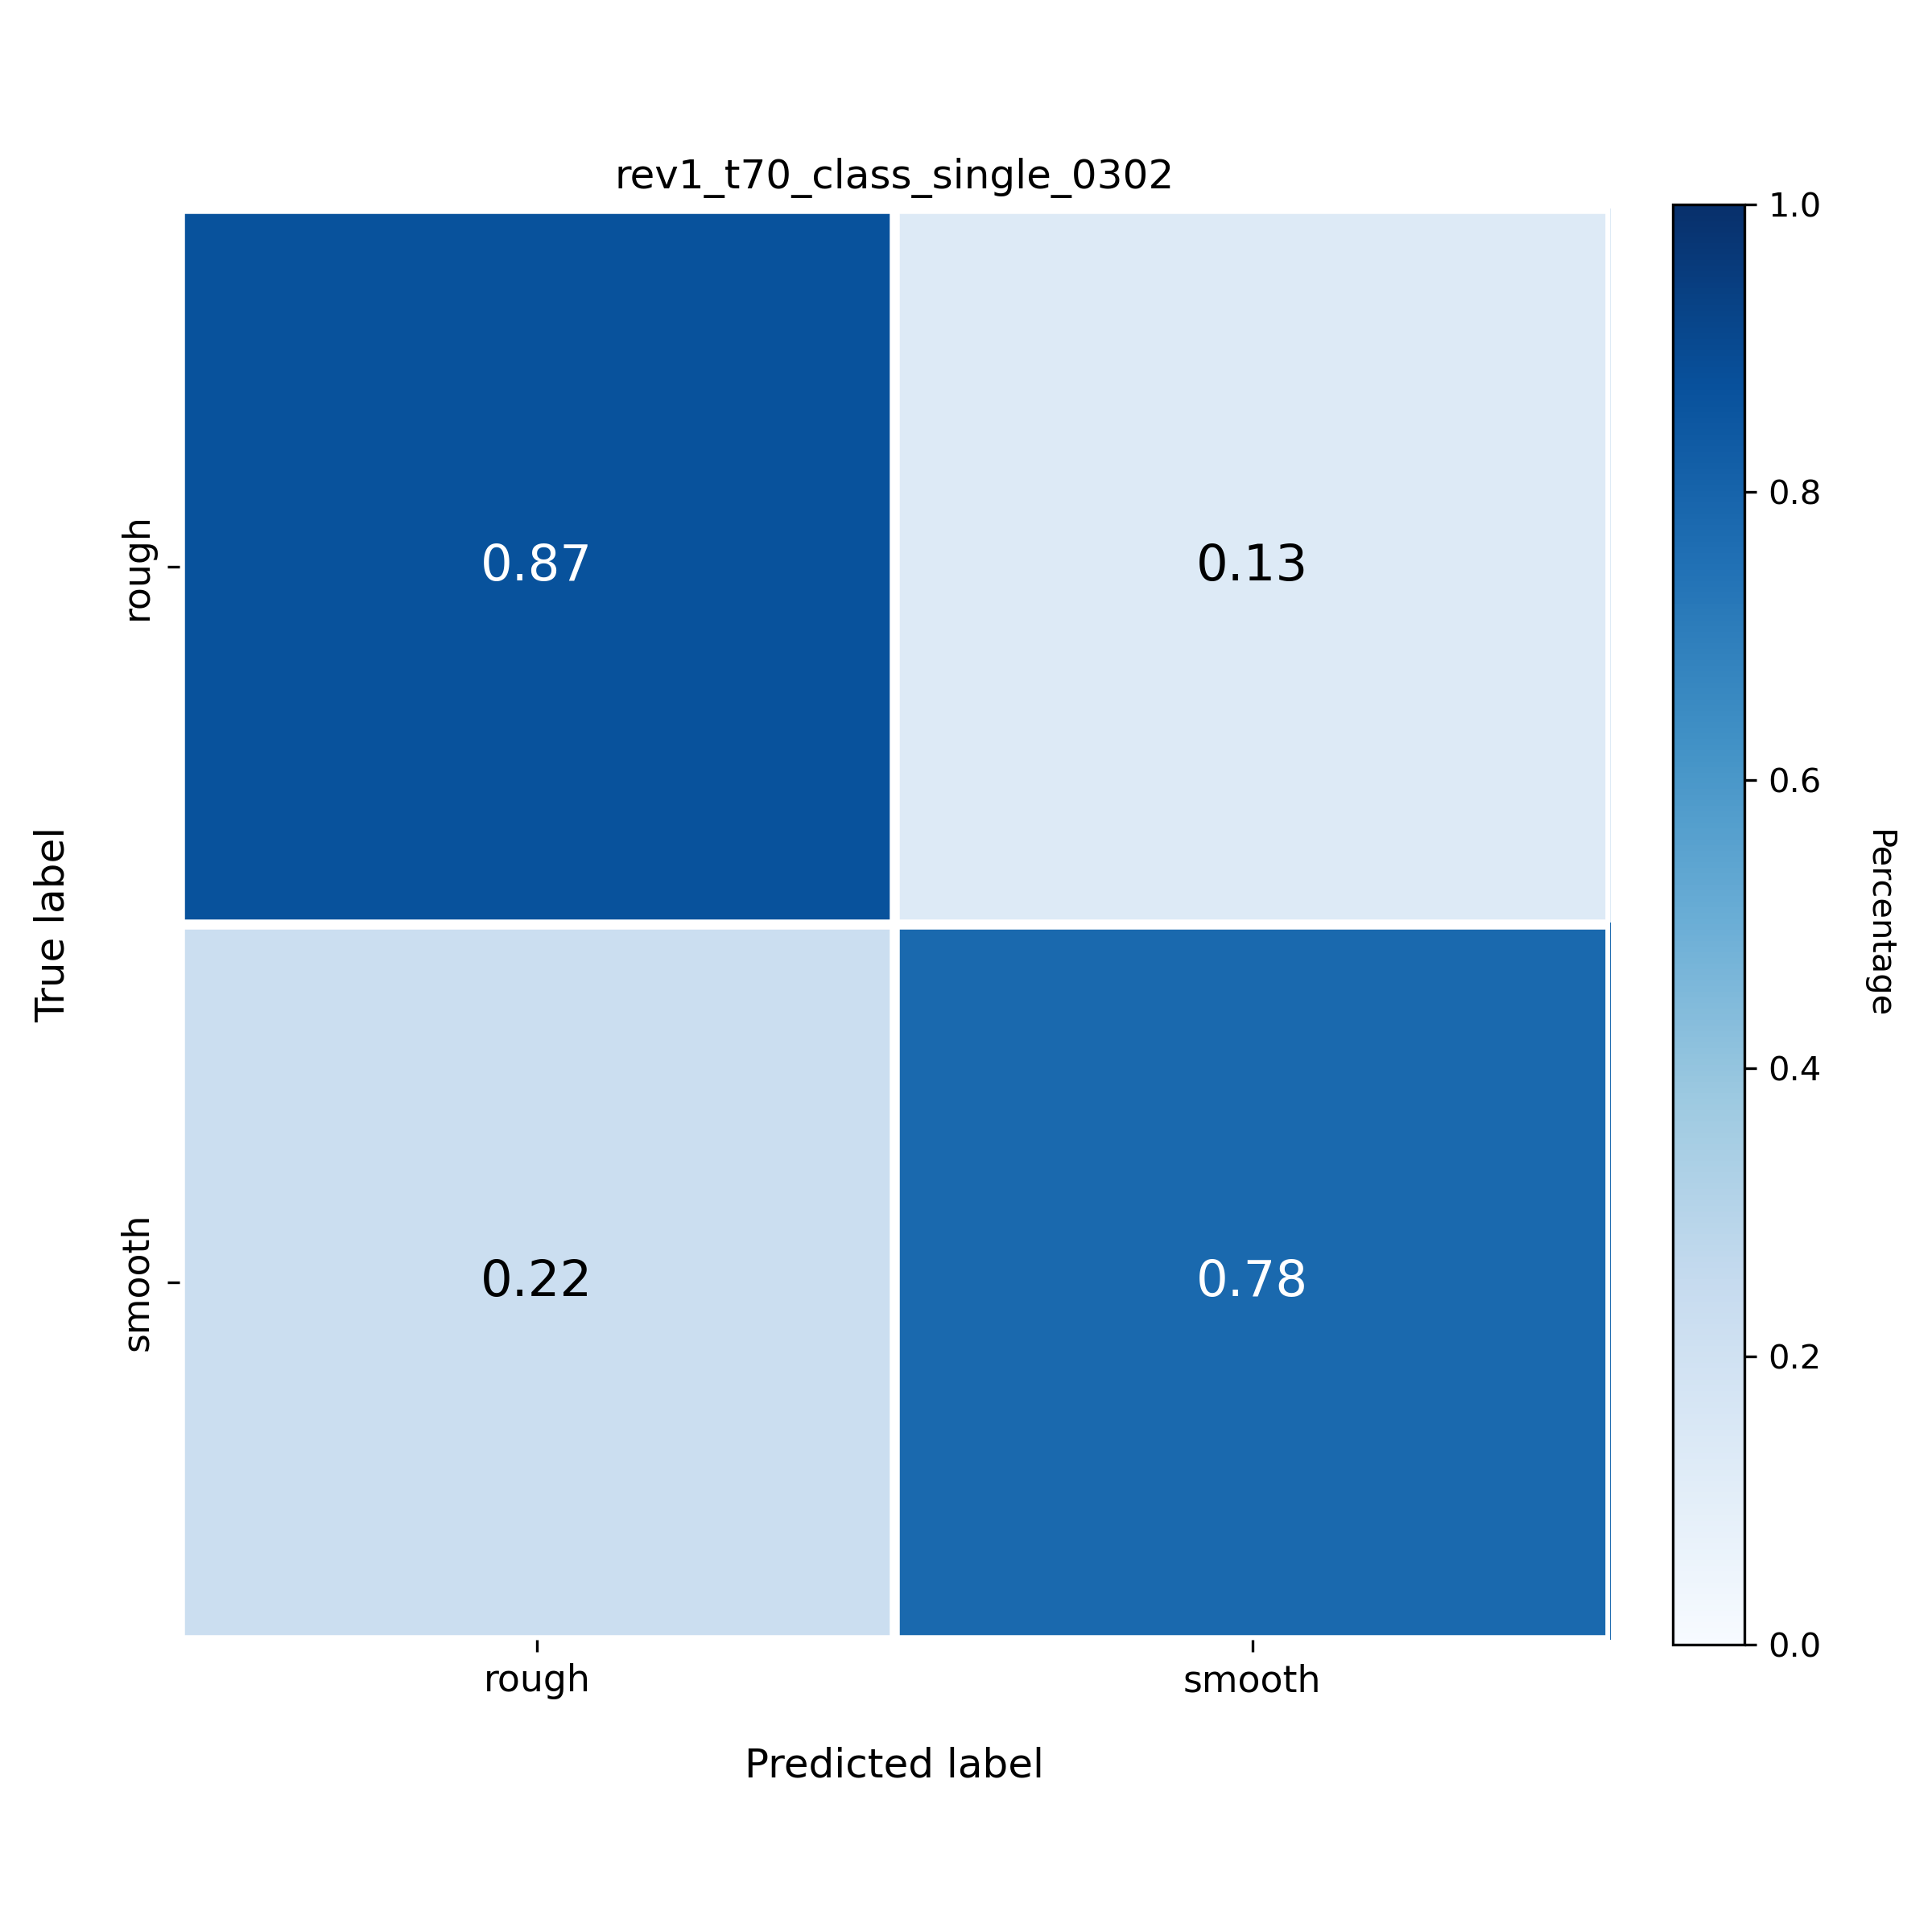 rev1_t70_class_single_0302
1.0
0.8
0.6
0.4
0.2
0.0
Percentage
True label
rough
0.87
0.13
smooth
0.22
0.78
rough
smooth
Predicted label